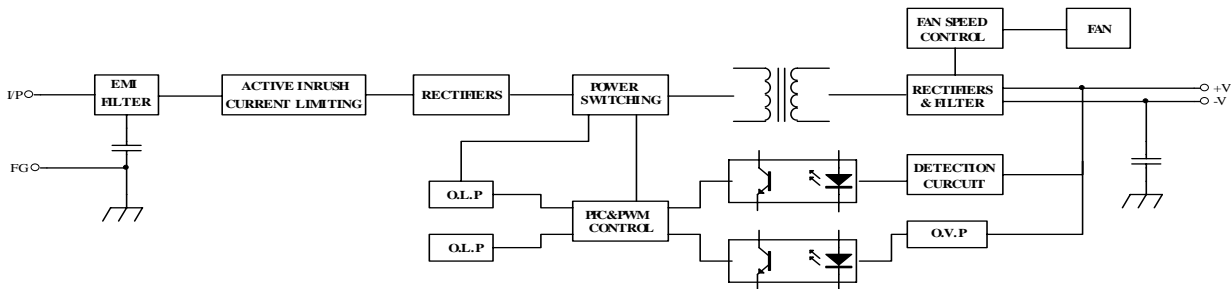 FAN SPEED
CONTROL
FAN
EMI
FILTER
ACTIVE INRUSH
CURRENT LIMITING
RECTIFIERS
POWER
SWITCHING
RECTIFIERS
& FILTER
I/P
+V
-V
FG
O.L.P
PFC&PWM
CONTROL
DETECTION
CURCUIT
O.L.P
O.V.P